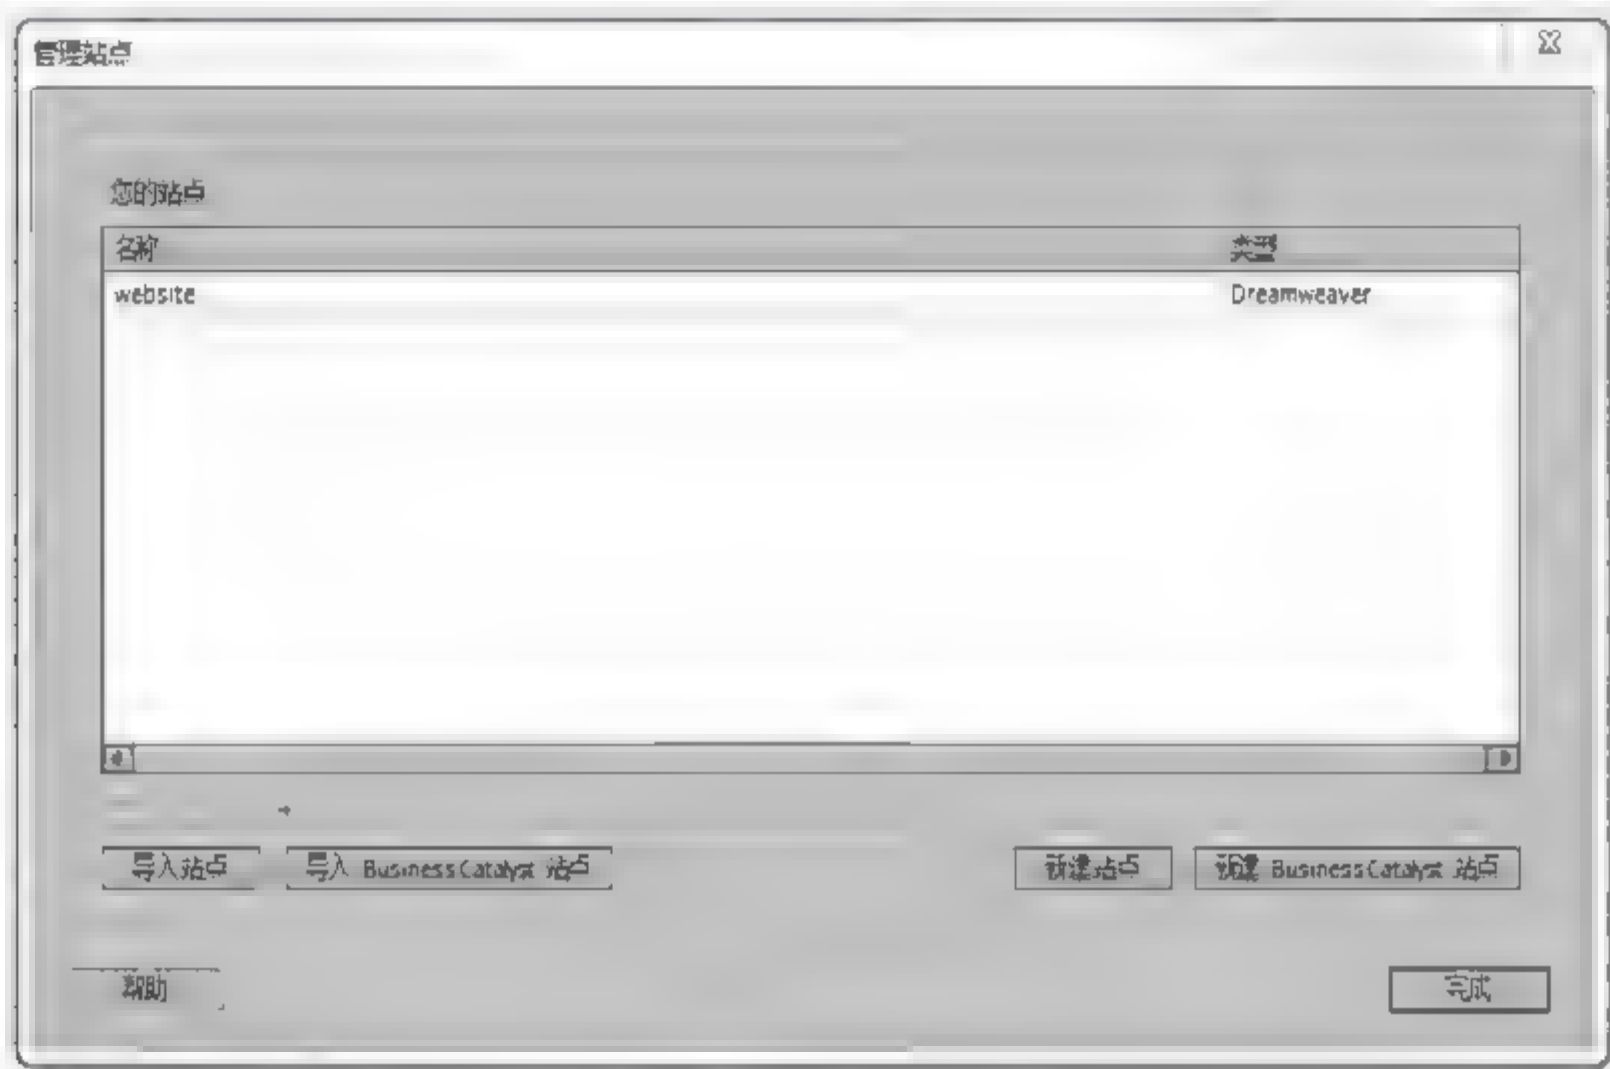 管理站点
您的站点
名称 类型
website Dreamweaver
导入站点 导入 Business Catalyst 站点 新建站点 新建 Business Catalyst 站点
帮助 完成